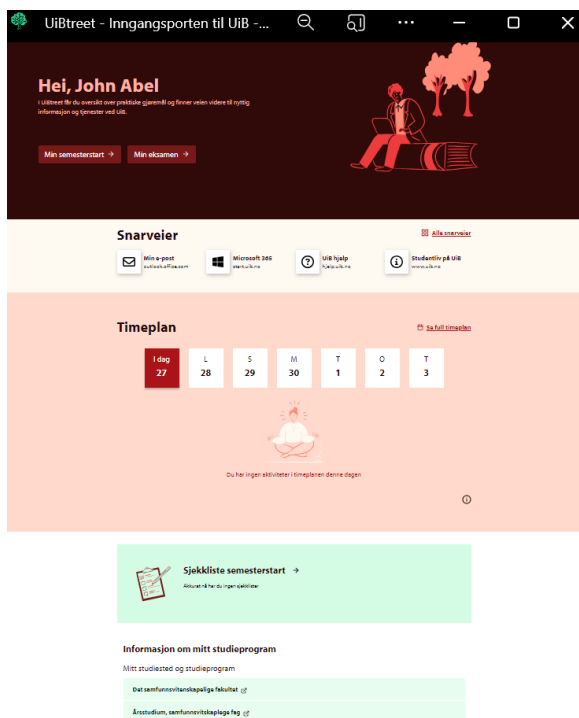 UiBtreet - Inngangsporten til UiB -...
Hei, John Abel
I UiBtreet får du oversikt over praktiske gjøremål og finner veien videre til nyttig
informasjon og tjenester ved UiB.
Min semesterstart →
Min eksamen →
Snarveier
Alle snarveier
Min e-post
outlook.office.com
Microsoft 365
start.uib.no
UiB hjelp
hjelp.uib.no
Studentliv på UiB
www.uib.no
Timeplan
Se full timeplan
I dag
27
L
28
S
29
M
30
T
1
O
2
T
3
Du har ingen aktiviteter i timeplanen denne dagen
Sjekkliste semesterstart →
Akkurat nå har du ingen sjekklister
Informasjon om mitt studieprogram
Mitt studiested og studieprogram
Det samfunnsvitenskapelige fakultet
Årsstudium, samfunnsvitskaplege fag